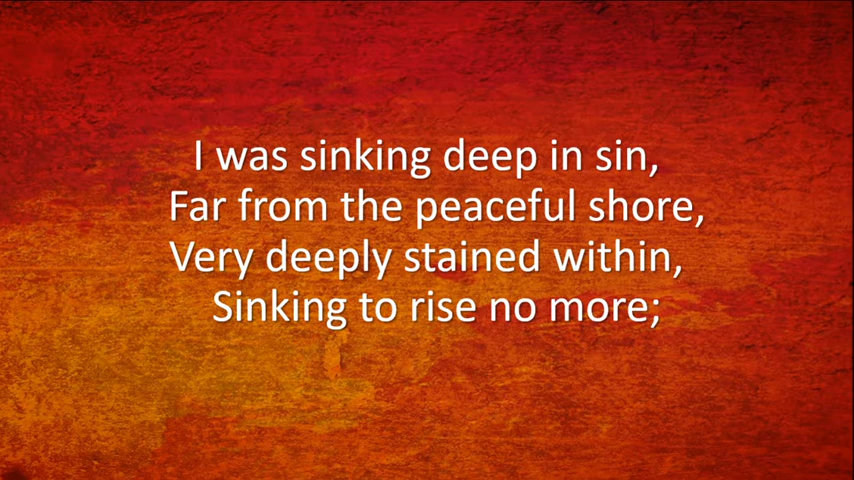 I was sinking deep in sin,
Far from the peaceful shore,
Very deeply stained within,
Sinking to rise no more;